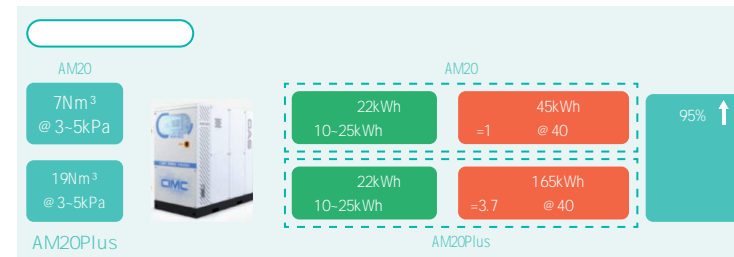 AM20
AM20
7Nm³
@ 3~5kPa
22kWh
10~25kWh
45kWh
=1 @ 40
95%
CIMC
19Nm³
@ 3~5kPa
22kWh
10~25kWh
165kWh
=3.7 @ 40
AM20Plus
AM20Plus